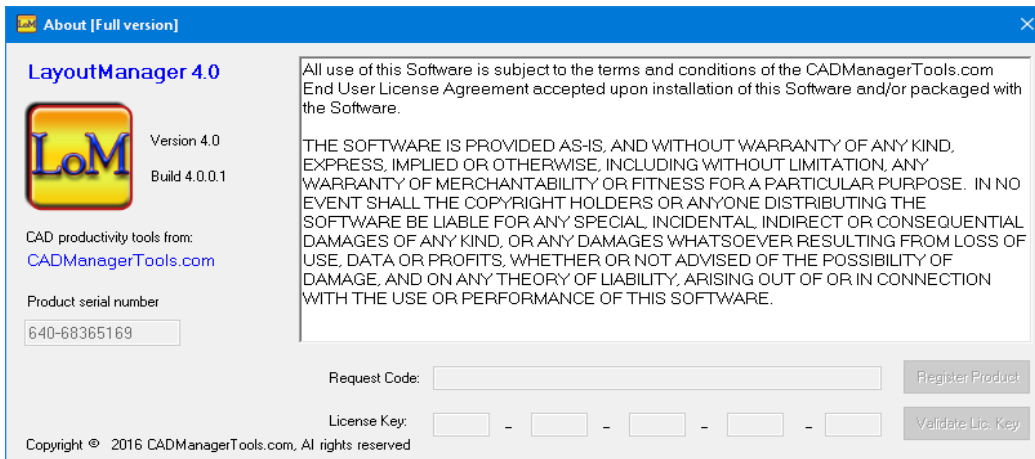 LoM About [Full version]
LayoutManager 4.0
LoM
Version 4.0
Build 4.0.0.1
CAD productivity tools from:
CADManagerTools.com
Product serial number
640-68365169
All use of this Software is subject to the terms and conditions of the CADManagerTools.com
End User License Agreement accepted upon installation of this Software and/or packaged with
the Software.
THE SOFTWARE IS PROVIDED AS-IS, AND WITHOUT WARRANTY OF ANY KIND,
EXPRESS, IMPLIED OR OTHERWISE, INCLUDING WITHOUT LIMITATION, ANY
WARRANTY OF MERCHANTABILITY OR FITNESS FOR A PARTICULAR PURPOSE. IN NO
EVENT SHALL THE COPYRIGHT HOLDERS OR ANYONE DISTRIBUTING THE
SOFTWARE BE LIABLE FOR ANY SPECIAL, INCIDENTAL, INDIRECT OR CONSEQUENTIAL
DAMAGES OF ANY KIND, OR ANY DAMAGES WHATSOEVER RESULTING FROM LOSS OF
USE, DATA OR PROFITS, WHETHER OR NOT ADVISED OF THE POSSIBILITY OF
DAMAGE, AND ON ANY THEORY OF LIABILITY, ARISING OUT OF OR IN CONNECTION
WITH THE USE OR PERFORMANCE OF THIS SOFTWARE.
Request Code:
Register Product
License Key: - - - -
Validate Lic. Key
Copyright © 2016 CADManagerTools.com, Al rights reserved